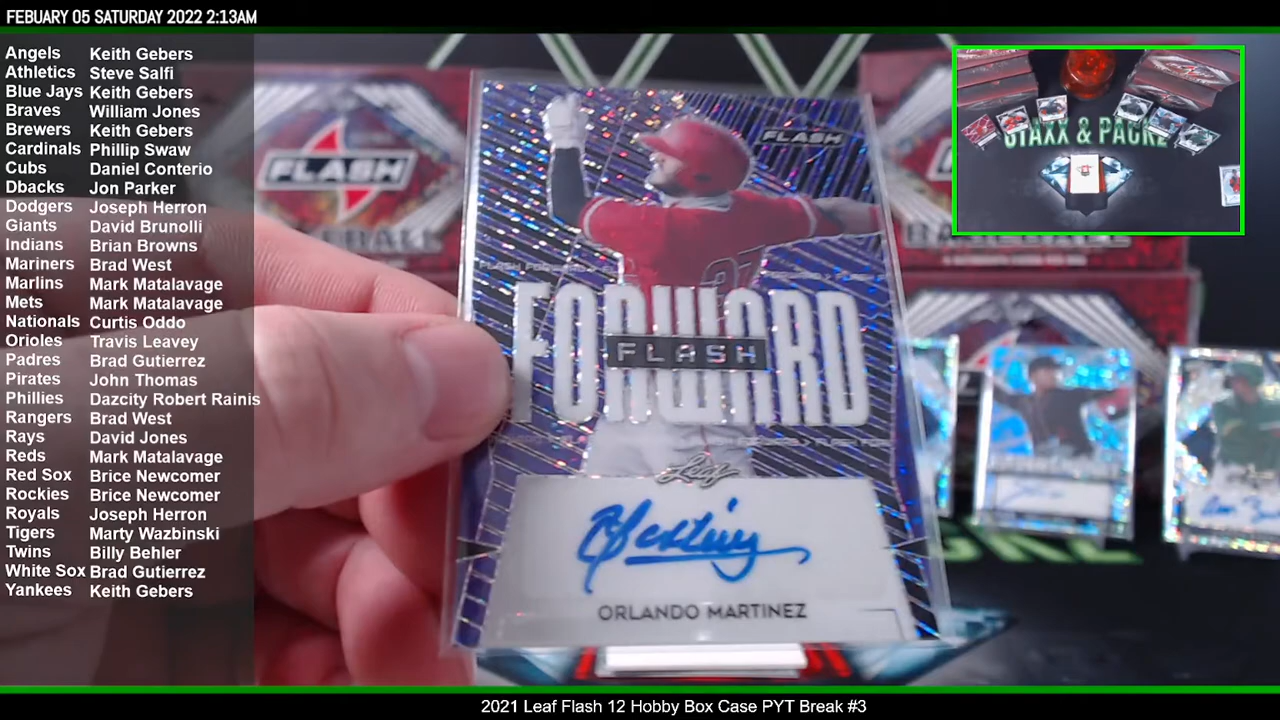 FEBUARY 05 SATURDAY 2022 2:13AM
Angels Keith Gebers
Athletics Steve Salfi
Blue Jays Keith Gebers
Braves William Jones
Brewers Keith Gebers
Cardinals Phillip Swaw
Cubs Daniel Conterio
Dbacks Jon Parker
Dodgers Joseph Herron
Giants David Brunolli
Indians Brian Browns
Mariners Brad West
Marlins Mark Matalavage
Mets Mark Matalavage
Nationals Curtis Oddo
Orioles Travis Leavey
Padres Brad Gutierrez
Pirates John Thomas
Phillies Dazcity Robert Rainis
Rangers Brad West
Rays David Jones
Reds Mark Matalavage
Red Sox Brice Newcomer
Rockies Brice Newcomer
Royals Joseph Herron
Tigers Marty Wazbinski
Twins Billy Behler
White Sox Brad Gutierrez
Yankees Keith Gebers
FLASH
FLASH
27
FORWARD
FLASH
Leaf
ORLANDO MARTINEZ
STAXX & PACKZ
2021 Leaf Flash 12 Hobby Box Case PYT Break #3